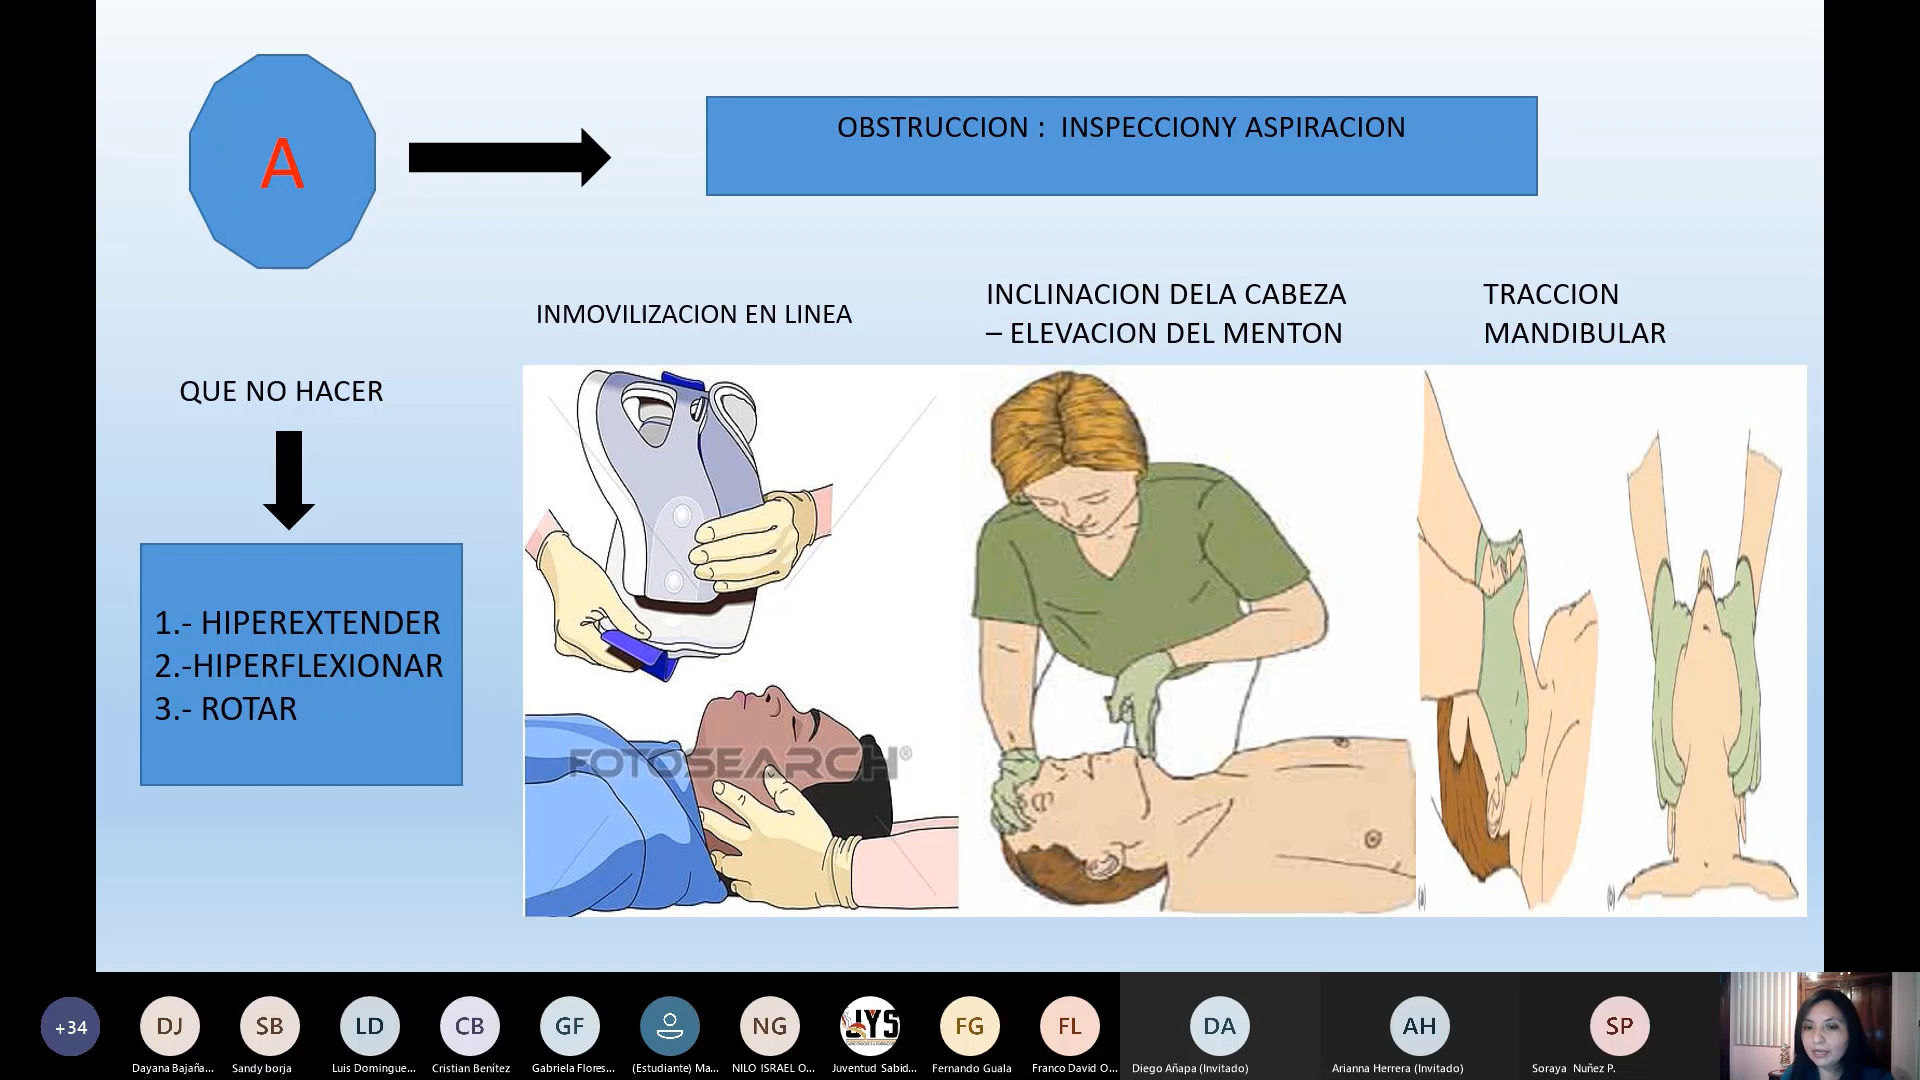 A
OBSTRUCCION :  INSPECCIONY ASPIRACION
INMOVILIZACION EN LINEA
INCLINACION DELA CABEZA
– ELEVACION DEL MENTON
TRACCION
MANDIBULAR
QUE NO HACER
1.- HIPEREXTENDER
2.-HIPERFLEXIONAR
3.- ROTAR
FOTOSEARCH®
+34
DJ
SB
LD
CB
GF
NG
JYS
FG
FL
DA
AH
SP
Dayana Bajaña...
Sandy borja
Luis Domingue...
Cristian Benítez
Gabriela Flores...
(Estudiante) Ma...
NILO ISRAEL O...
Juventud Sabid...
Fernando Guala
Franco David O...
Diego Añapa (Invitado)
Arianna Herrera (Invitado)
Soraya Nuñez P.